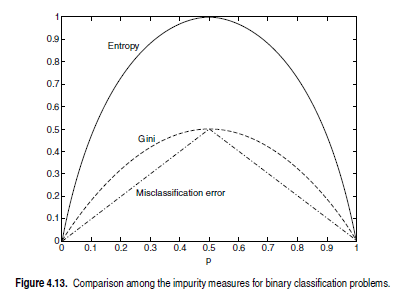 1
0.9
Entropy
0.8
0.7
0.6
0.5
Gini
0.4
0.3
0.2
Misclassification error
0.1
0
0 0.1 0.2 0.3 0.4 0.5 0.6 0.7 0.8 0.9 1
p
Figure 4.13. Comparison among the impurity measures for binary classification problems.